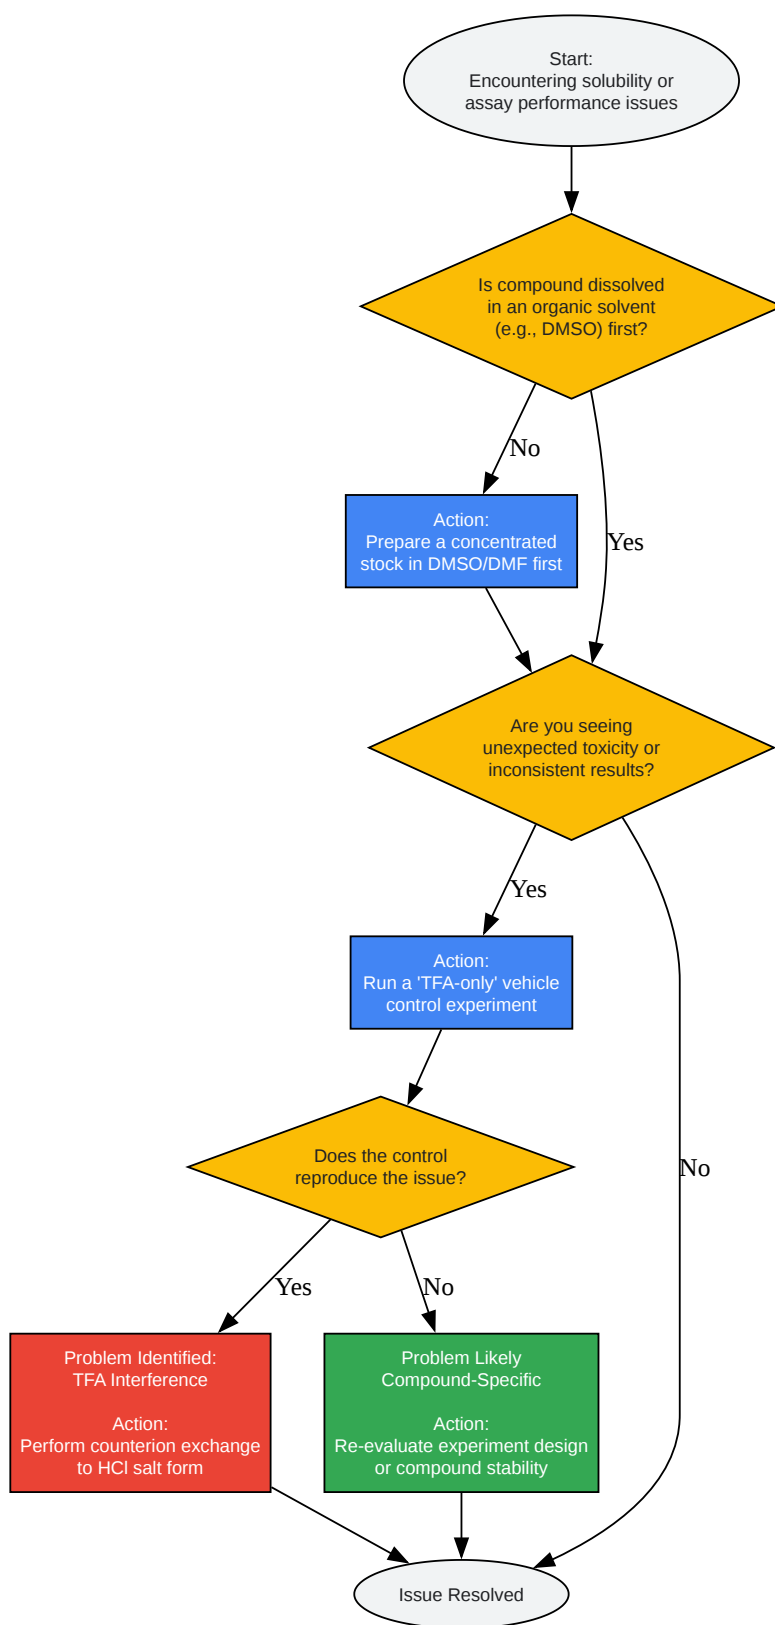 Start:
Encountering solubility or
assay performance issues
Is compound dissolved
in an organic solvent
(e.g., DMSO) first?
No
Action:
Prepare a concentrated
stock in DMSO/DMF first
Yes
Are you seeing
unexpected toxicity or
inconsistent results?
Yes
Action:
Run a 'TFA-only' vehicle
control experiment
Does the control
reproduce the issue?
No
Yes
No
Problem Identified:
TFA Interference
Action:
Perform counterion exchange
to HCl salt form
Problem Likely
Compound-Specific
Action:
Re-evaluate experiment design
or compound stability
Issue Resolved